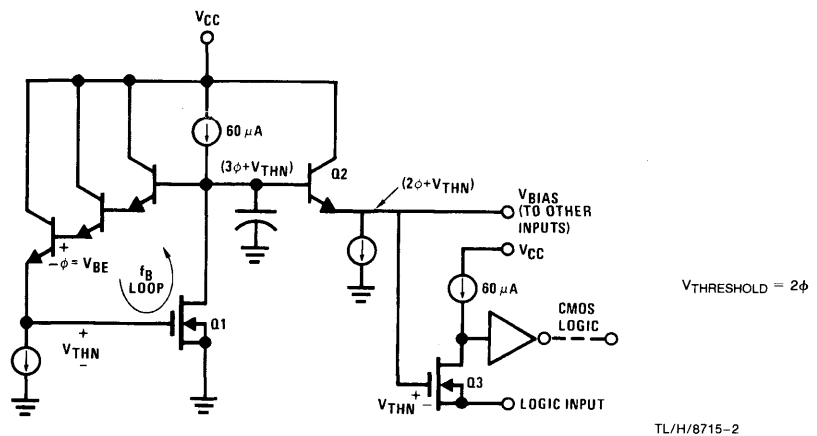 VCC
60 μA
(3ϕ+VTHN)
Q2
(2ϕ+VTHN)
VBIAS
(TO OTHER
INPUTS)
+
−ϕ = VBE
fB
LOOP
Q1
+
VTHN
−
VCC
60 μA
CMOS
LOGIC
VTHRESHOLD = 2ϕ
Q3
+
VTHN −
LOGIC INPUT
TL/H/8715–2